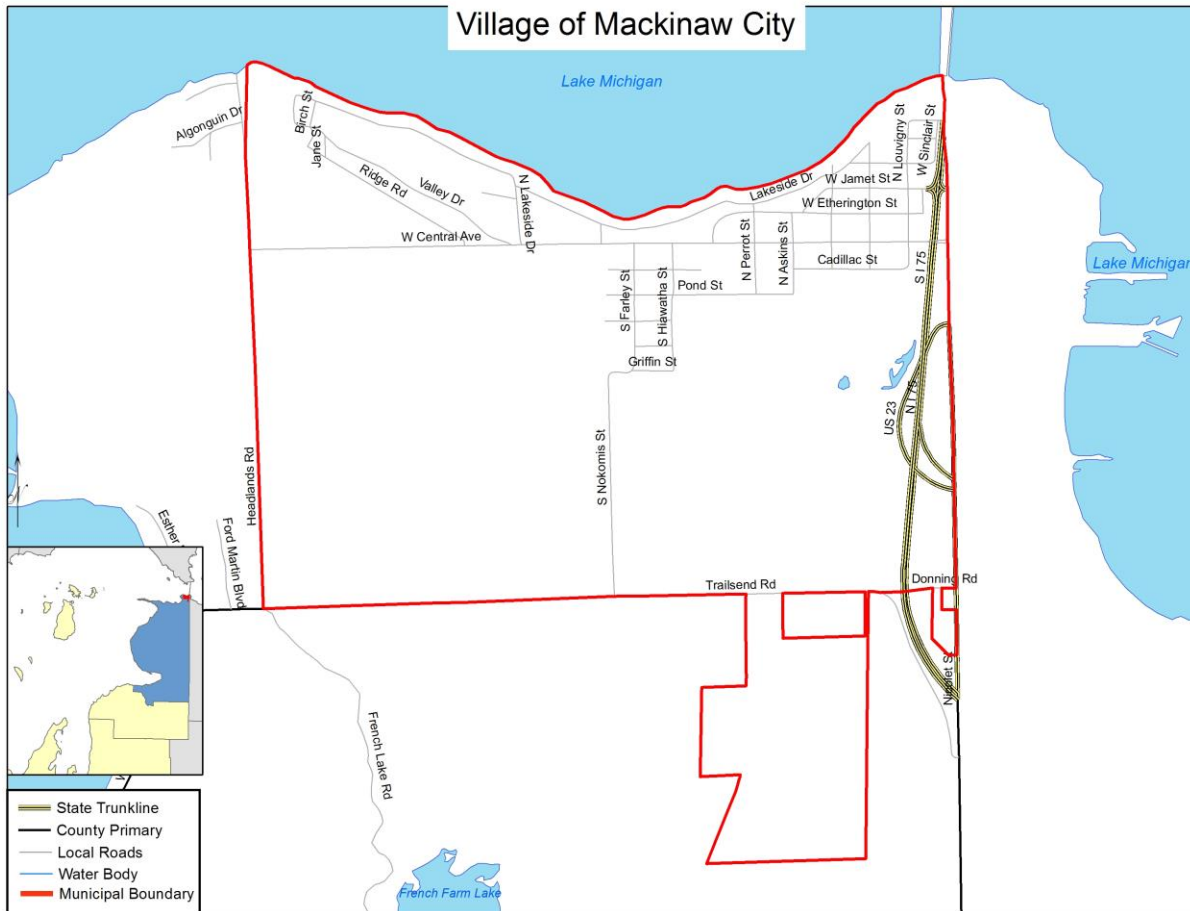 Village of Mackinaw City
Lake Michigan
Algonguin Dr
Birch St
Jane St
Ridge Rd
Valley Dr
N Lakeside Dr
W Central Ave
Lakeside Dr
N Louvigny St
W Sinclair St
W Jamet St
W Etherington St
N Perrot St
N Askins St
Cadillac St
S Farley St
S Hiawatha St
Pond St
Griffin St
S I 75
Lake Michigan
N I 75
US 23
Headlands Rd
S Nokomis St
Esther
Ford Martin Blvd
Trailsend Rd
Donning Rd
French Lake Rd
French Farm Lake
State Trunkline
County Primary
Local Roads
Water Body
Municipal Boundary